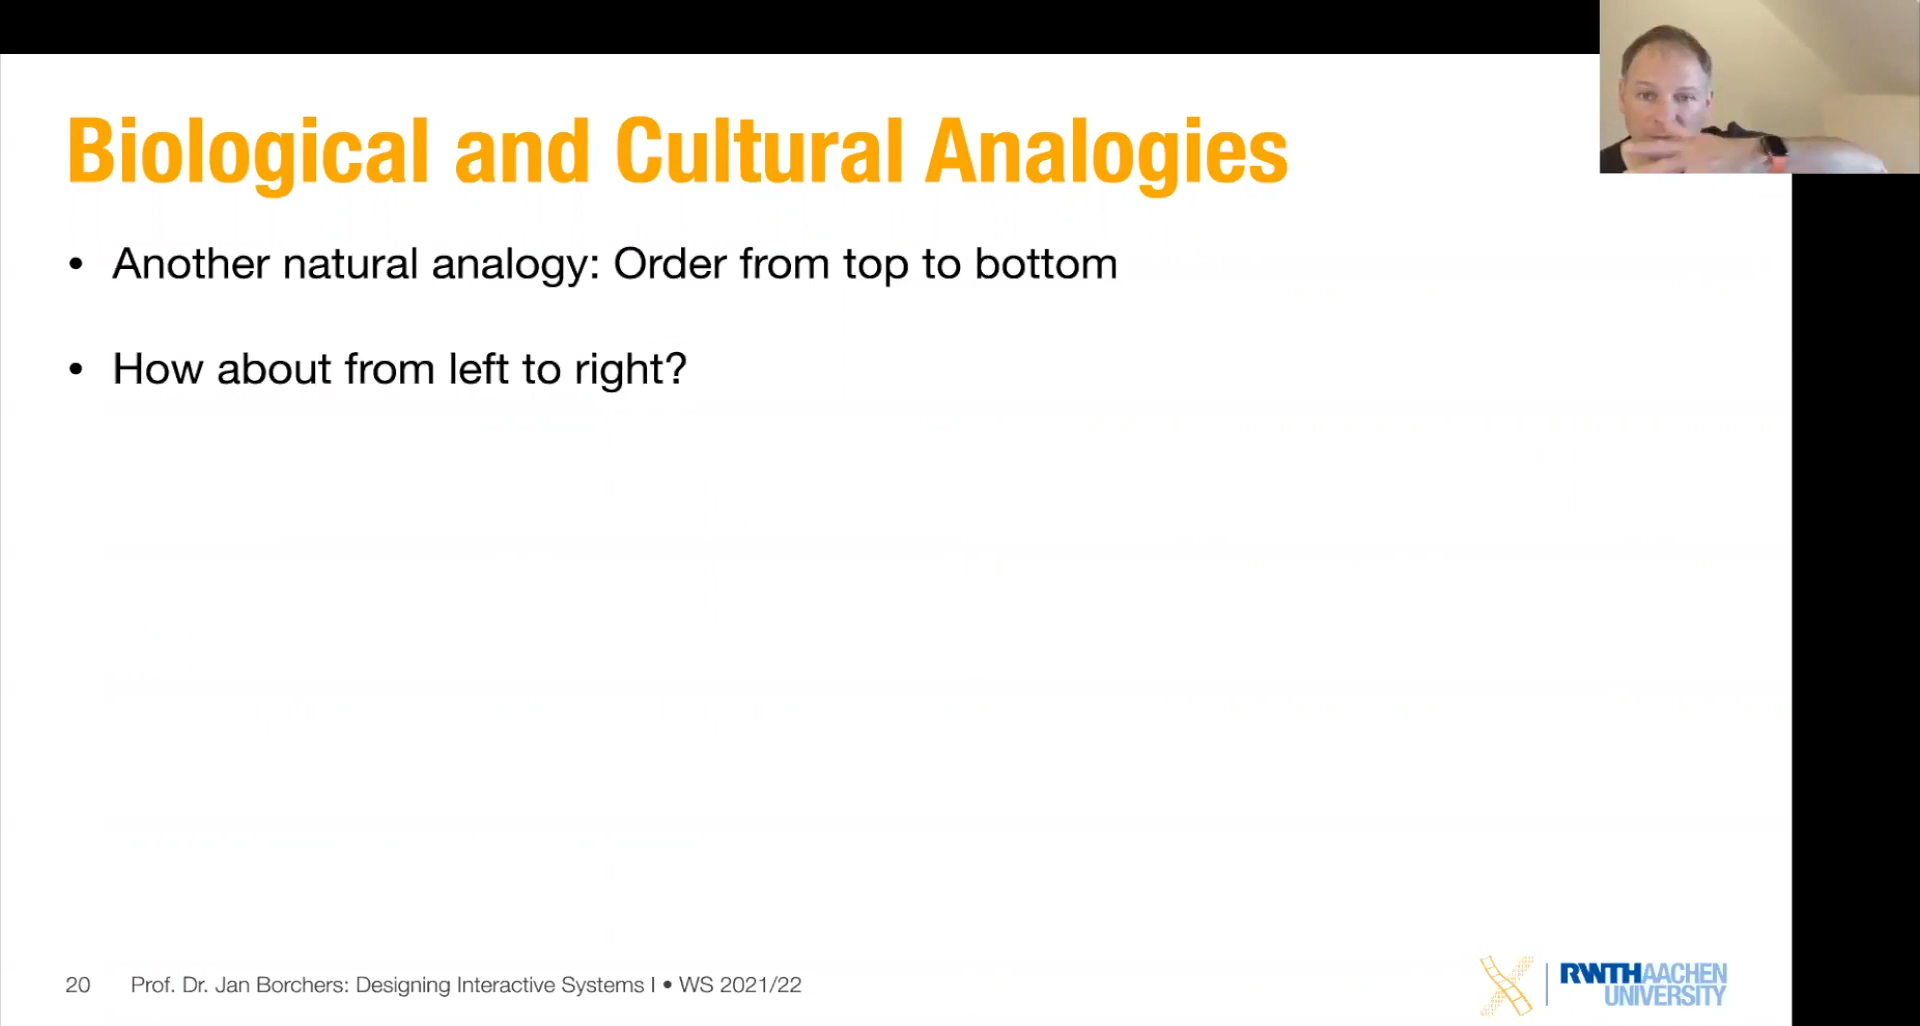 Biological and Cultural Analogies
• Another natural analogy: Order from top to bottom
• How about from left to right?
20 Prof. Dr. Jan Borchers: Designing Interactive Systems I • WS 2021/22
RWTHAACHEN
UNIVERSITY